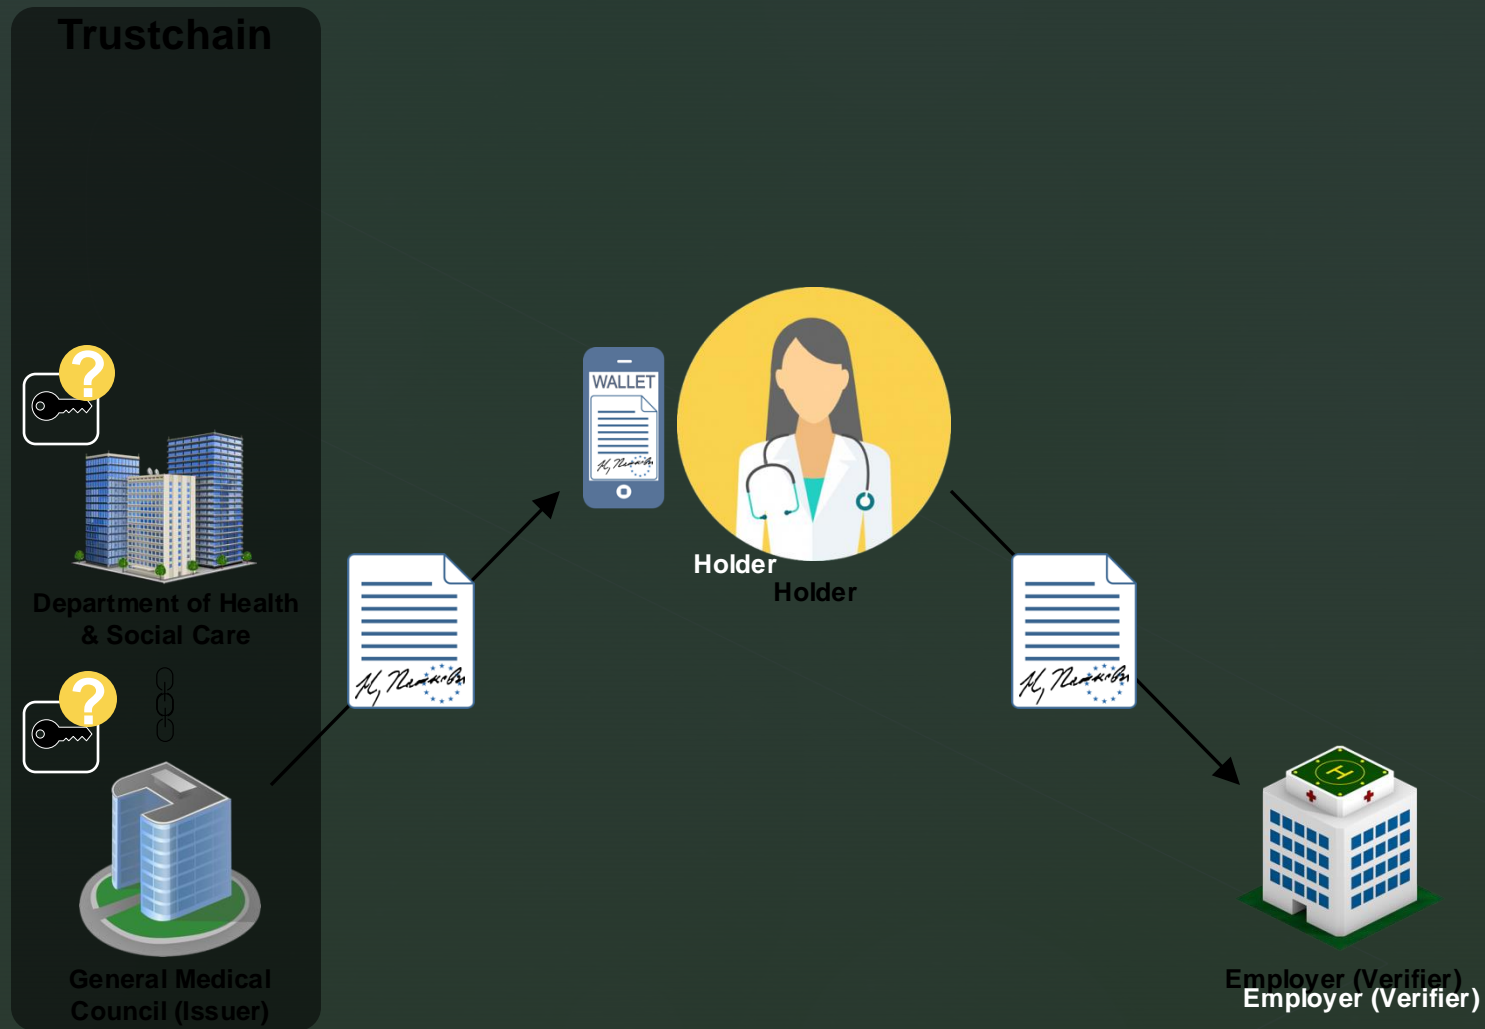 Trustchain
WALLET
Holder
Holder
Department of Health
& Social Care
General Medical
Council (Issuer)
Employer (Verifier)
Employer (Verifier)